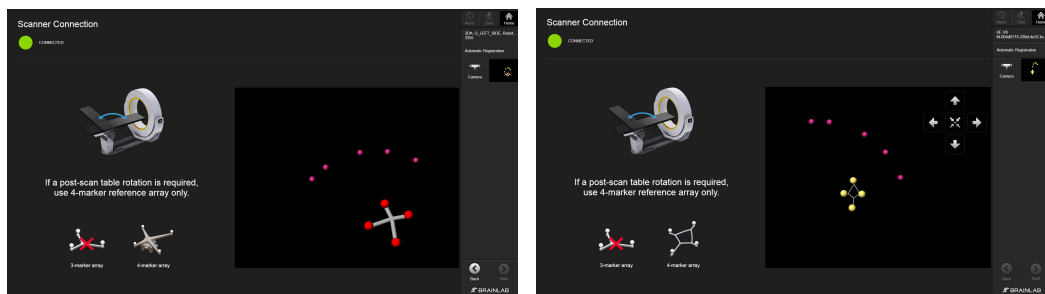 Scanner Connection
CONNECTED
If a post-scan table rotation is required,
use 4-marker reference array only.
3-marker array
4-marker array
Alerts
Data
Home
3DA G_LEFT_SIDE, Robot
Automatic Registration
Camera
Back
Next
BRAINLAB
Scanner Connection
CONNECTED
If a post-scan table rotation is required,
use 4-marker reference array only.
3-marker array
4-marker array
Alerts
Data
Home
Automatic Registration
Camera
Back
Next
BRAINLAB